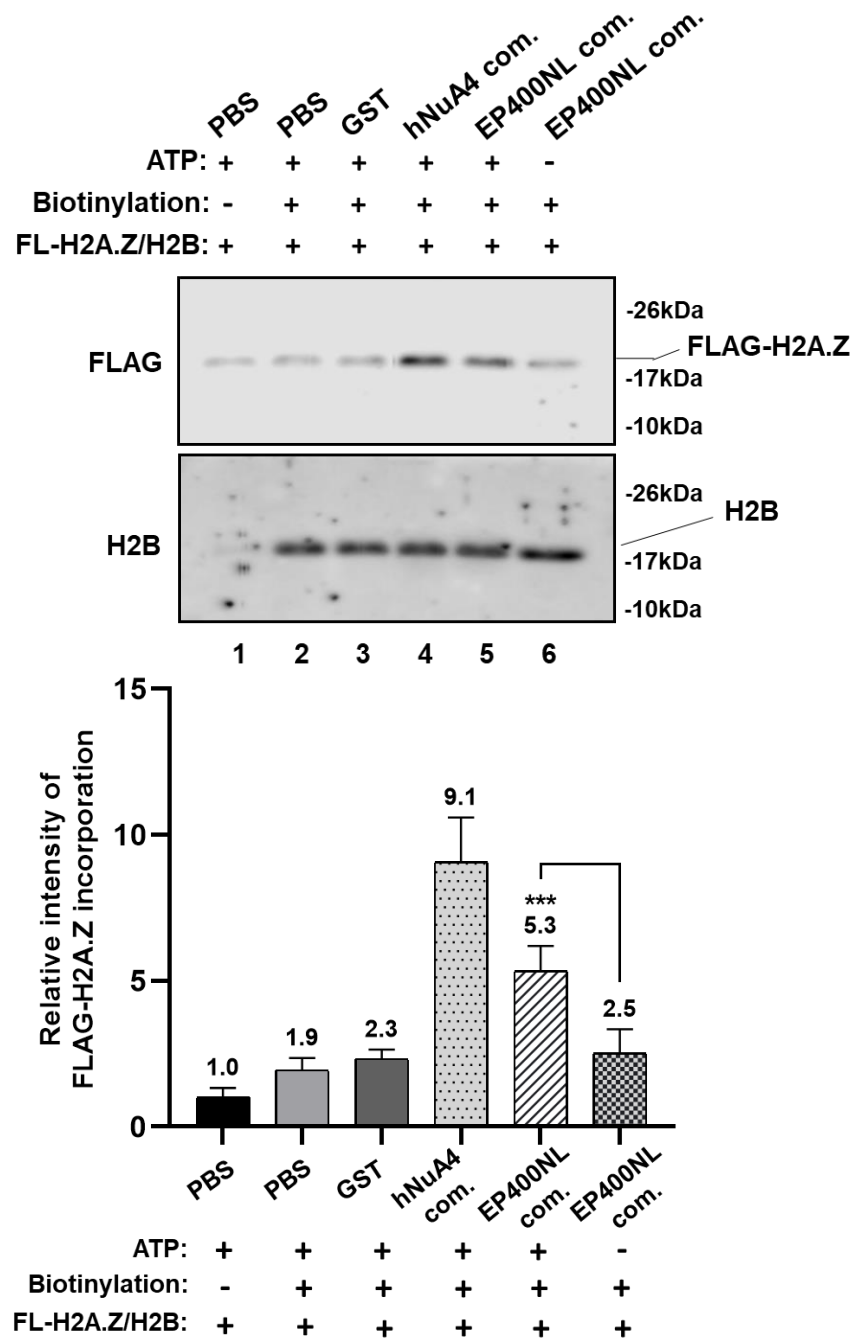 PBS PBS GST hNuA4 com. EP400NL com. EP400NL com.
ATP: + + + + + -
Biotinylation: - + + + + +
FL-H2A.Z/H2B: + + + + + +
-26kDa
FLAG FLAG-H2A.Z
-17kDa
-10kDa
-26kDa
H2B
H2B
-17kDa
-10kDa
1 2 3 4 5 6
Relative intensity of
FLAG-H2A.Z incorporation
15
10
5
0
9.1
***
5.3
2.5
2.3
1.9
1.0
PBS PBS GST hNuA4 com. EP400NL com. EP400NL com.
ATP: + + + + + -
Biotinylation: - + + + + +
FL-H2A.Z/H2B: + + + + + +